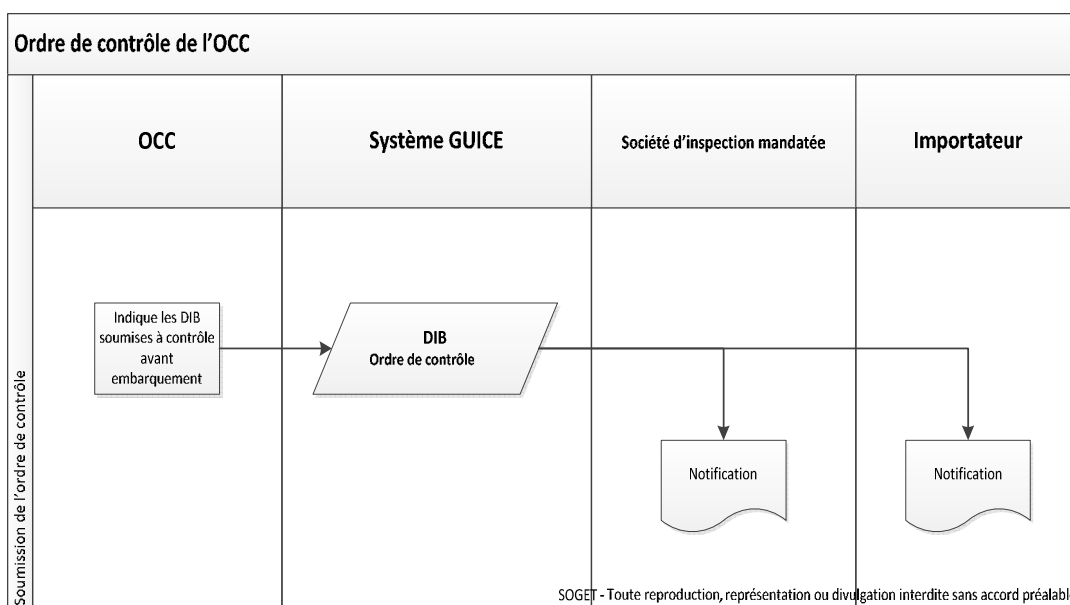 Ordre de contrôle de l'OCC
OCC
Système GUICE
Société d'inspection mandatée
Importateur
Soumission de l'ordre de contrôle
Indique les DIB
soumises à contrôle
avant
embarquement
DIB
Ordre de contrôle
Notification
Notification
SOGET - Toute reproduction, représentation ou divulgation interdite sans accord préalable